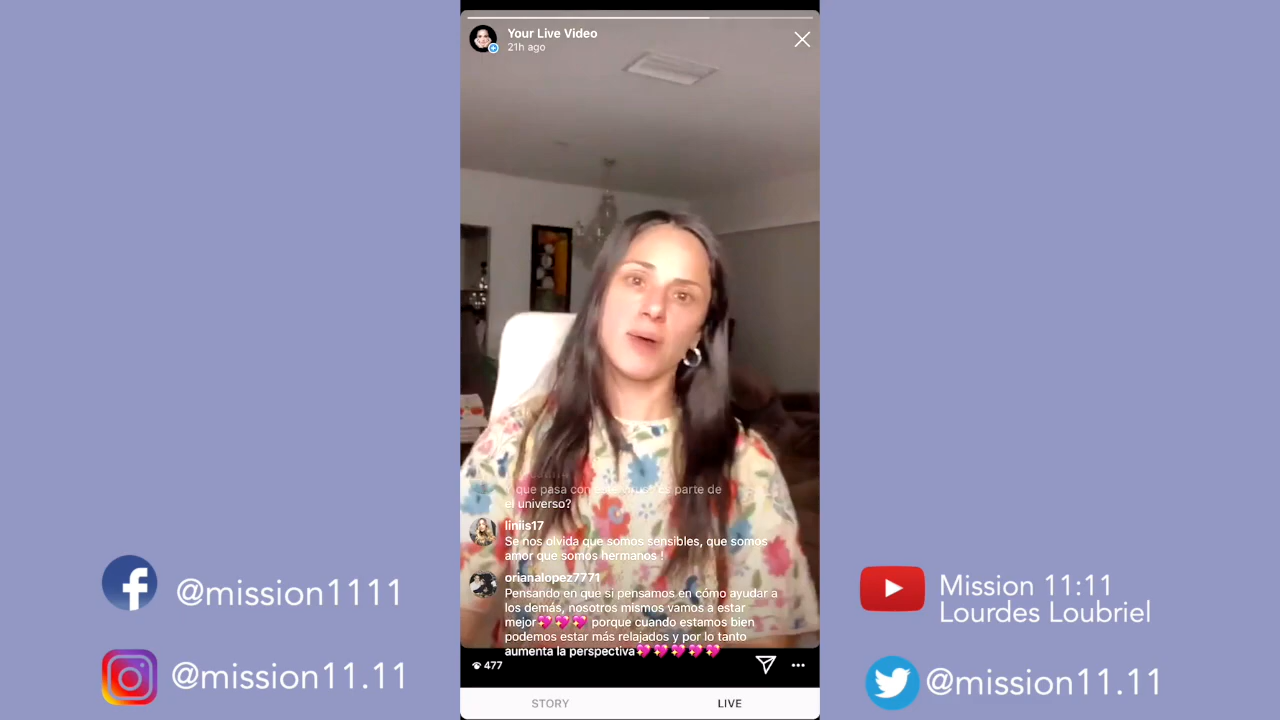 Your Live Video
21h ago
que pasa con
parte de
el universo?
liniis17
Se nos olvida que somos sensibles, que somos
amor que somos hermanos !
orianalopez7771
Pensando en que si pensamos en cómo ayudar a
los demás, nosotros mismos vamos a estar
mejor💖💖💖 porque cuando estamos bien
podemos estar más relajados y por lo tanto
aumenta la perspectiva💖💖💖💖💖
477
STORY
LIVE
@mission1111
@mission11.11
Mission 11:11
Lourdes Loubriel
@mission11.11